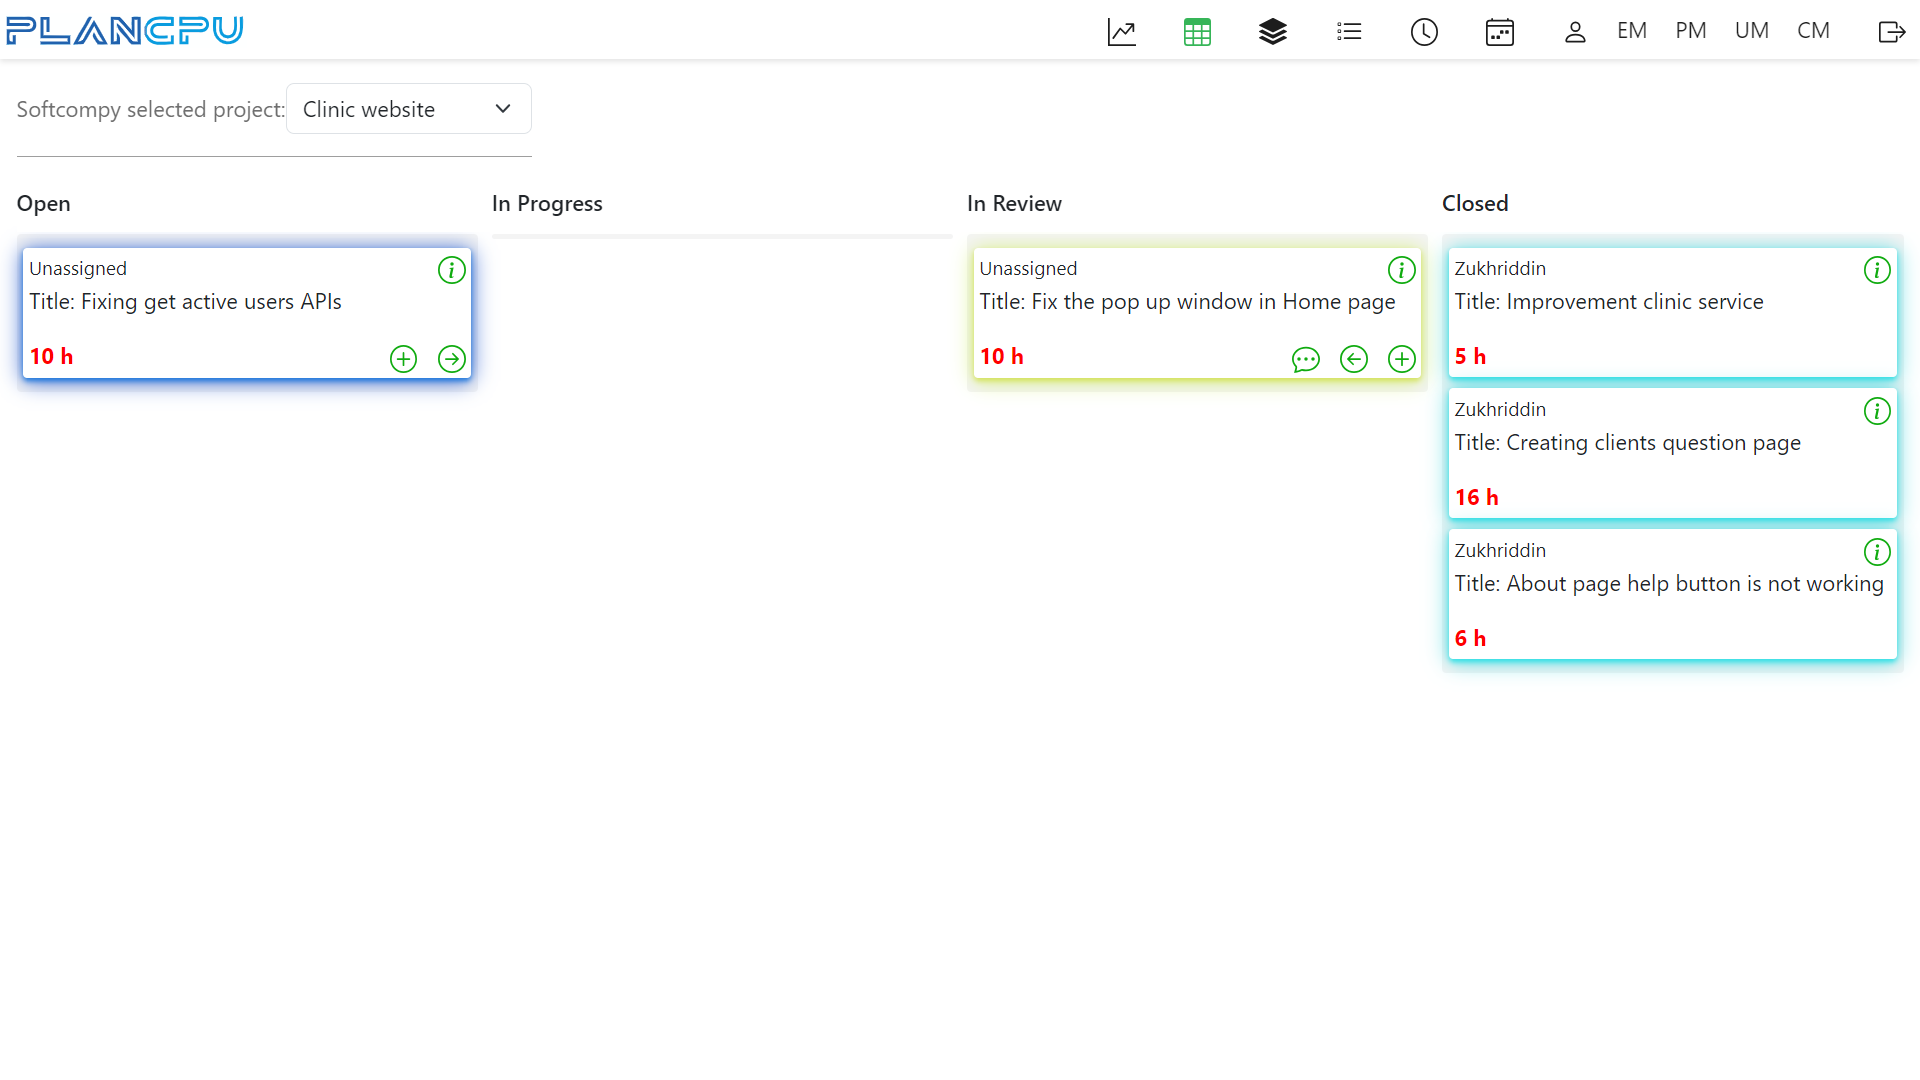 PLANCPU
EM PM UM CM
Softcompy selected project: Clinic website
Open
Unassigned
Title: Fixing get active users APIs
10 h
In Progress
In Review
Unassigned
Title: Fix the pop up window in Home page
10 h
Closed
Zukhriddin
Title: Improvement clinic service
5 h
Zukhriddin
Title: Creating clients question page
16 h
Zukhriddin
Title: About page help button is not working
6 h